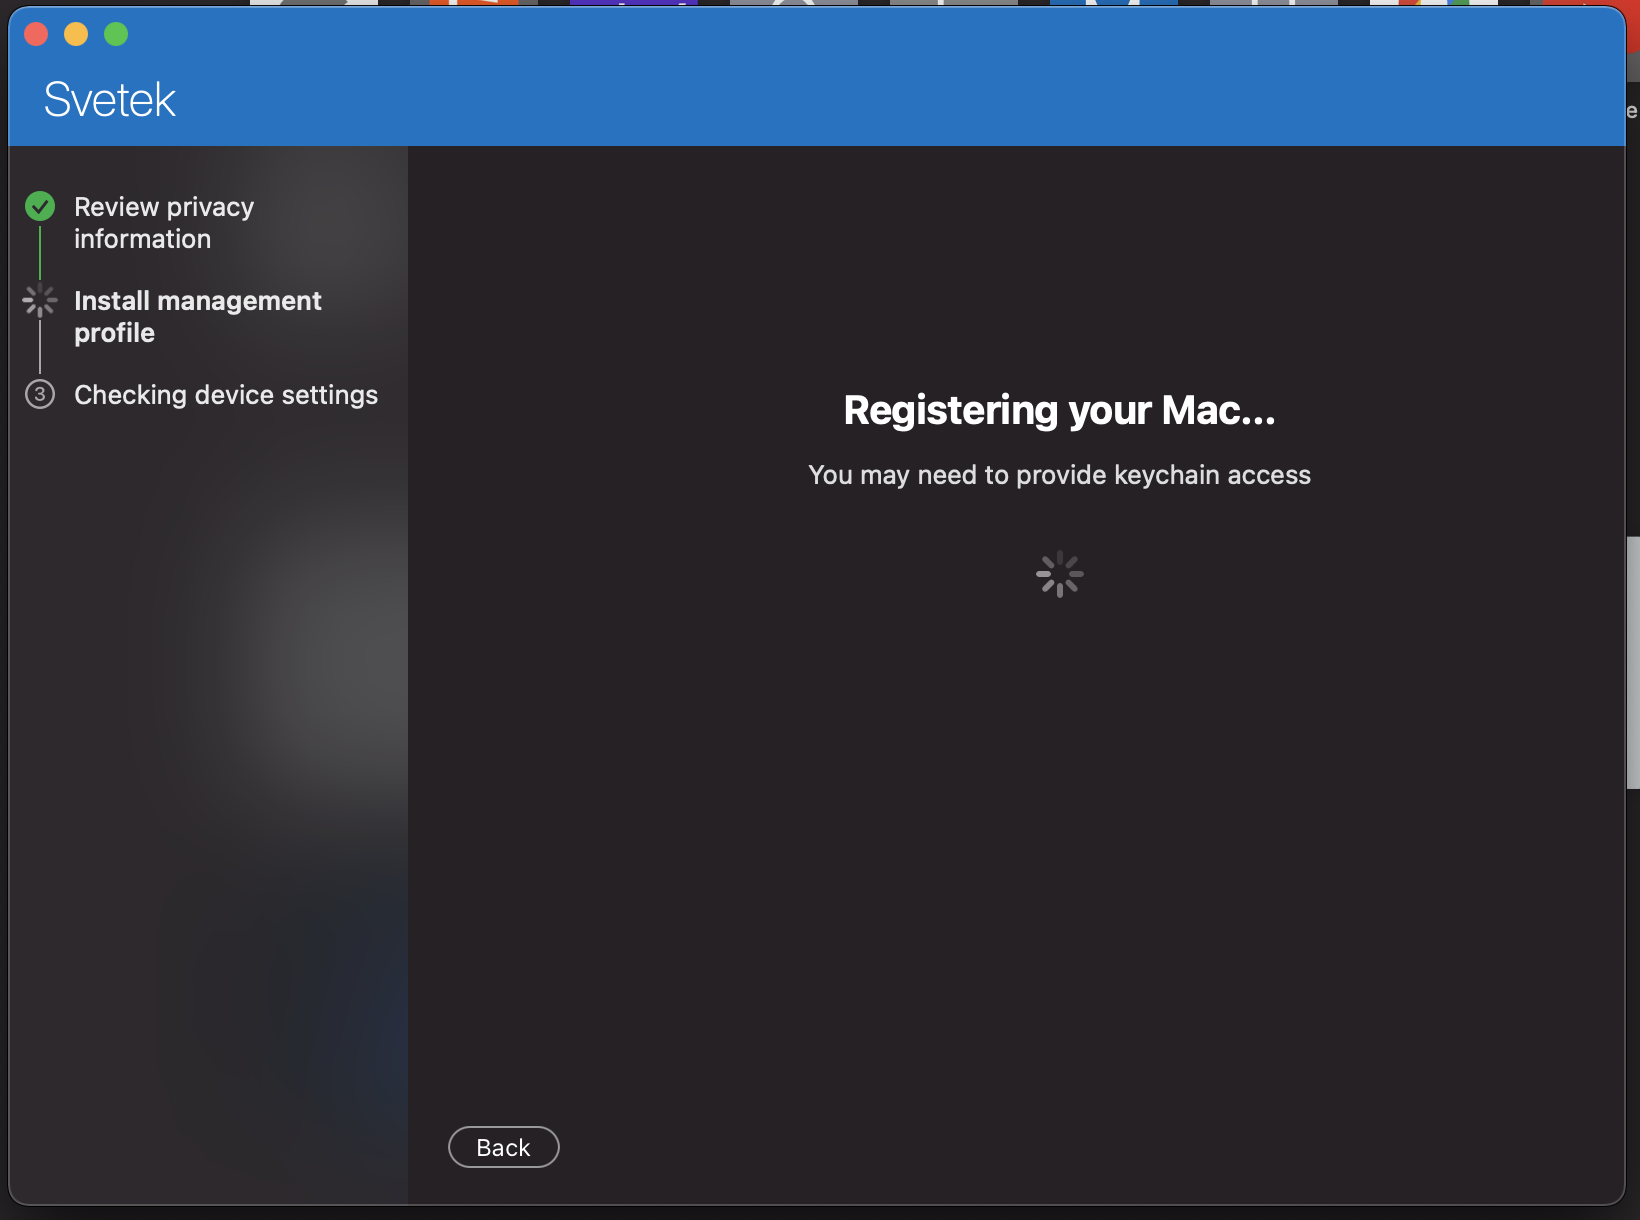 Svetek
Review privacy
information
Install management
profile
3
Checking device settings
Registering your Mac...
You may need to provide keychain access
Back
e